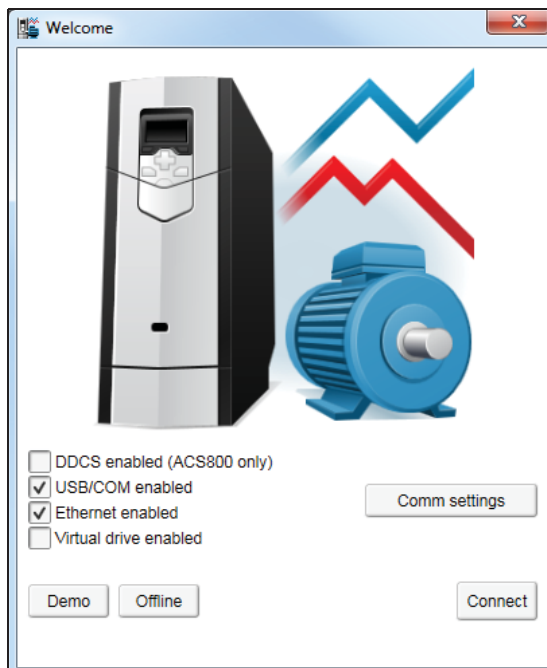 Welcome
DDCS enabled (ACS800 only)
USB/COM enabled
Ethernet enabled
Virtual drive enabled
Comm settings
Demo
Offline
Connect